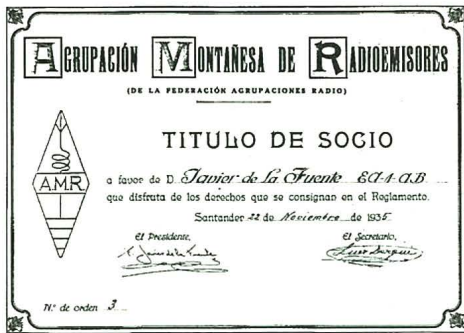 AGRUPACIÓN MONTAÑESA DE RADIOEMISORES
(DE LA FEDERACIÓN AGRUPACIONES RADIO)
TITULO DE SOCIO
A.M.R.
a favor de D. Javier de la Fuente EA-4-AB
que disfruta de los derechos que se consignan en el Reglamento.
Santander 22 de Noviembre de 1935
El Presidente,
El Secretario,
N.º de orden 3